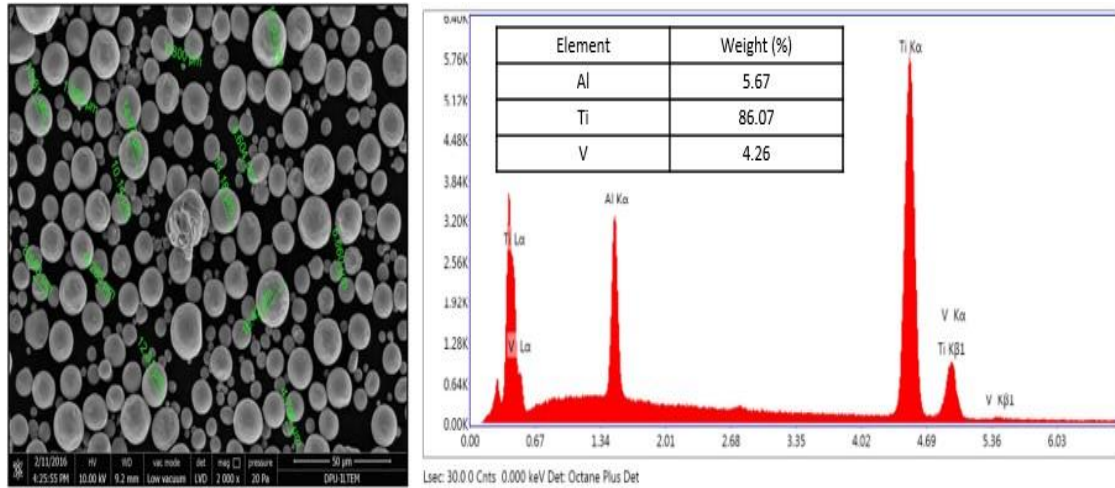 2/11/2016 HV WD vac mode det mag □ pressure 50 µm
4:25:55 PM 10.00 kV 9.2 mm Low vacuum LVD 2 000 x 20 Pa DPU-ILTEM
6.40K
5.76K
5.12K
4.48K
3.84K
3.20K
2.56K
1.92K
1.28K
0.64K
0.00K
Element Weight (%)
Al 5.67
Ti 86.07
V 4.26
Ti Kα
Al Kα
Ti Lα
V Lα
V Kα
Ti Kβ1
V Kβ1
0.00 0.67 1.34 2.01 2.68 3.35 4.02 4.69 5.36 6.03
Lsec: 30.0 0 Cnts 0.000 keV Det: Octane Plus Det